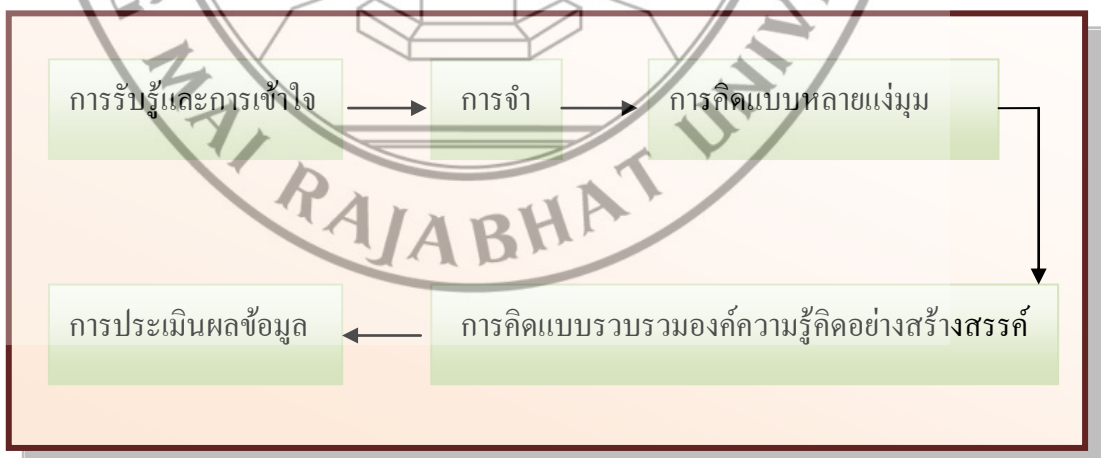 การรับรู้และการเข้าใจ
การจำ
การคิดแบบหลายแง่มุม
การคิดแบบรวบรวมองค์ความรู้คิดอย่างสร้างสรรค์
การประเมินผลข้อมูล
MAI RAJABHAT